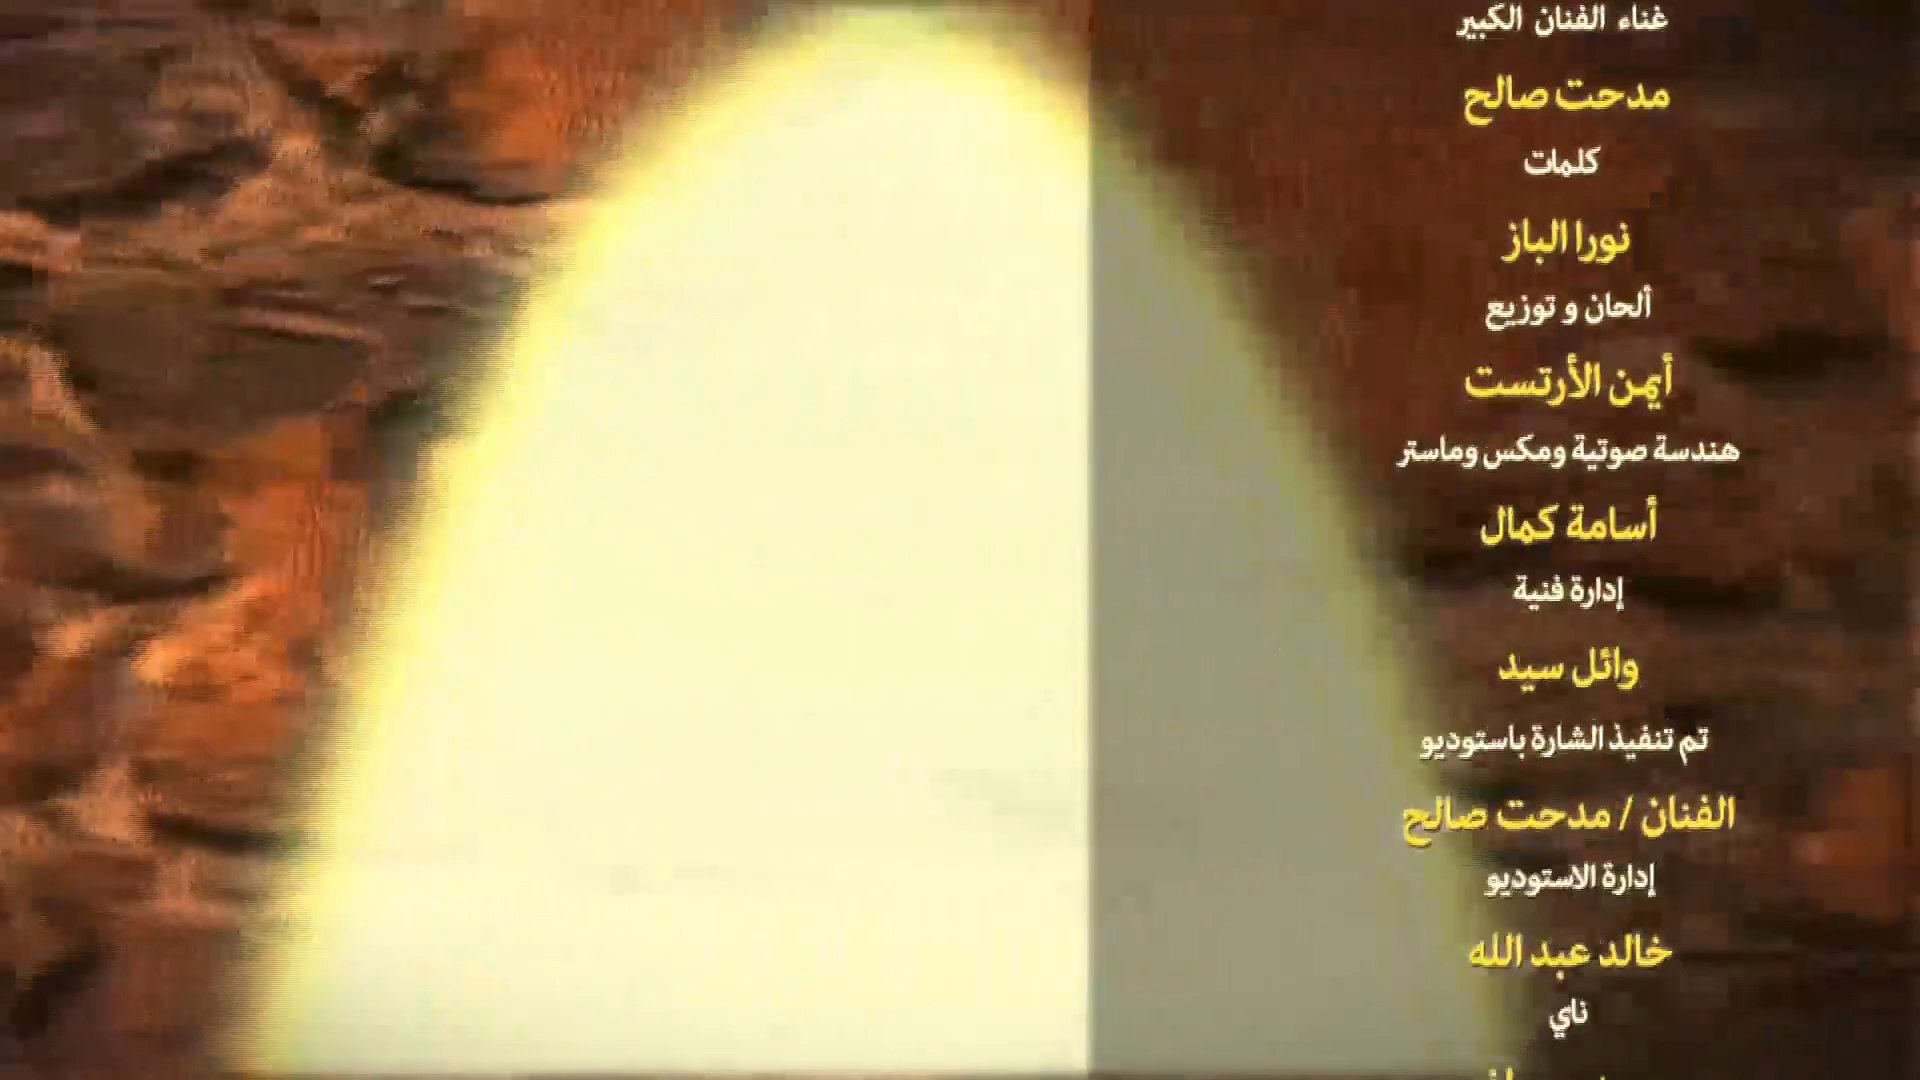 غناء الفنان الكبير
مدحت صالح
كلمات
نورا الباز
ألحان و توزيع
أيمن الأرتست
هندسة صوتية ومكس وماستر
أسامة كمال
إدارة فنية
وائل سيد
تم تنفيذ الشارة باستوديو
الفنان / مدحت صالح
إدارة الاستوديو
خالد عبد الله
ناي